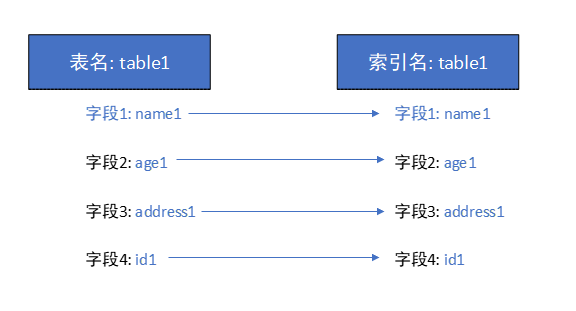 表名: table1 索引名: table1
字段1: name1 字段1: name1
字段2: age1 字段2: age1
字段3: address1 字段3: address1
字段4: id1 字段4: id1